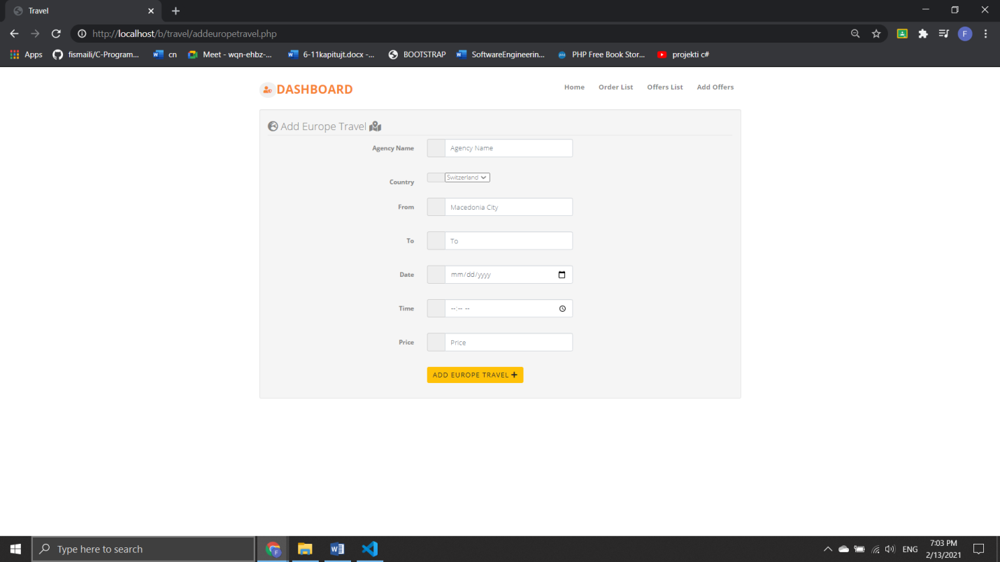 Travel
http://localhost/b/travel/addeuropetravel.php
F
Apps fismaili/C-Program... cn Meet - wqn-ehbz-... 6-11kapitujt.docx -... BOOTSTRAP SoftwareEngineerin... PHP Free Book Stor... projekti c#
DASHBOARD Home Order List Offers List Add Offers
Add Europe Travel
Agency Name Agency Name
Country Switzerland
From Macedonia City
To To
Date mm/dd/yyyy
Time --:-- --
Price Price
ADD EUROPE TRAVEL
Type here to search
ENG
7:03 PM
2/13/2021